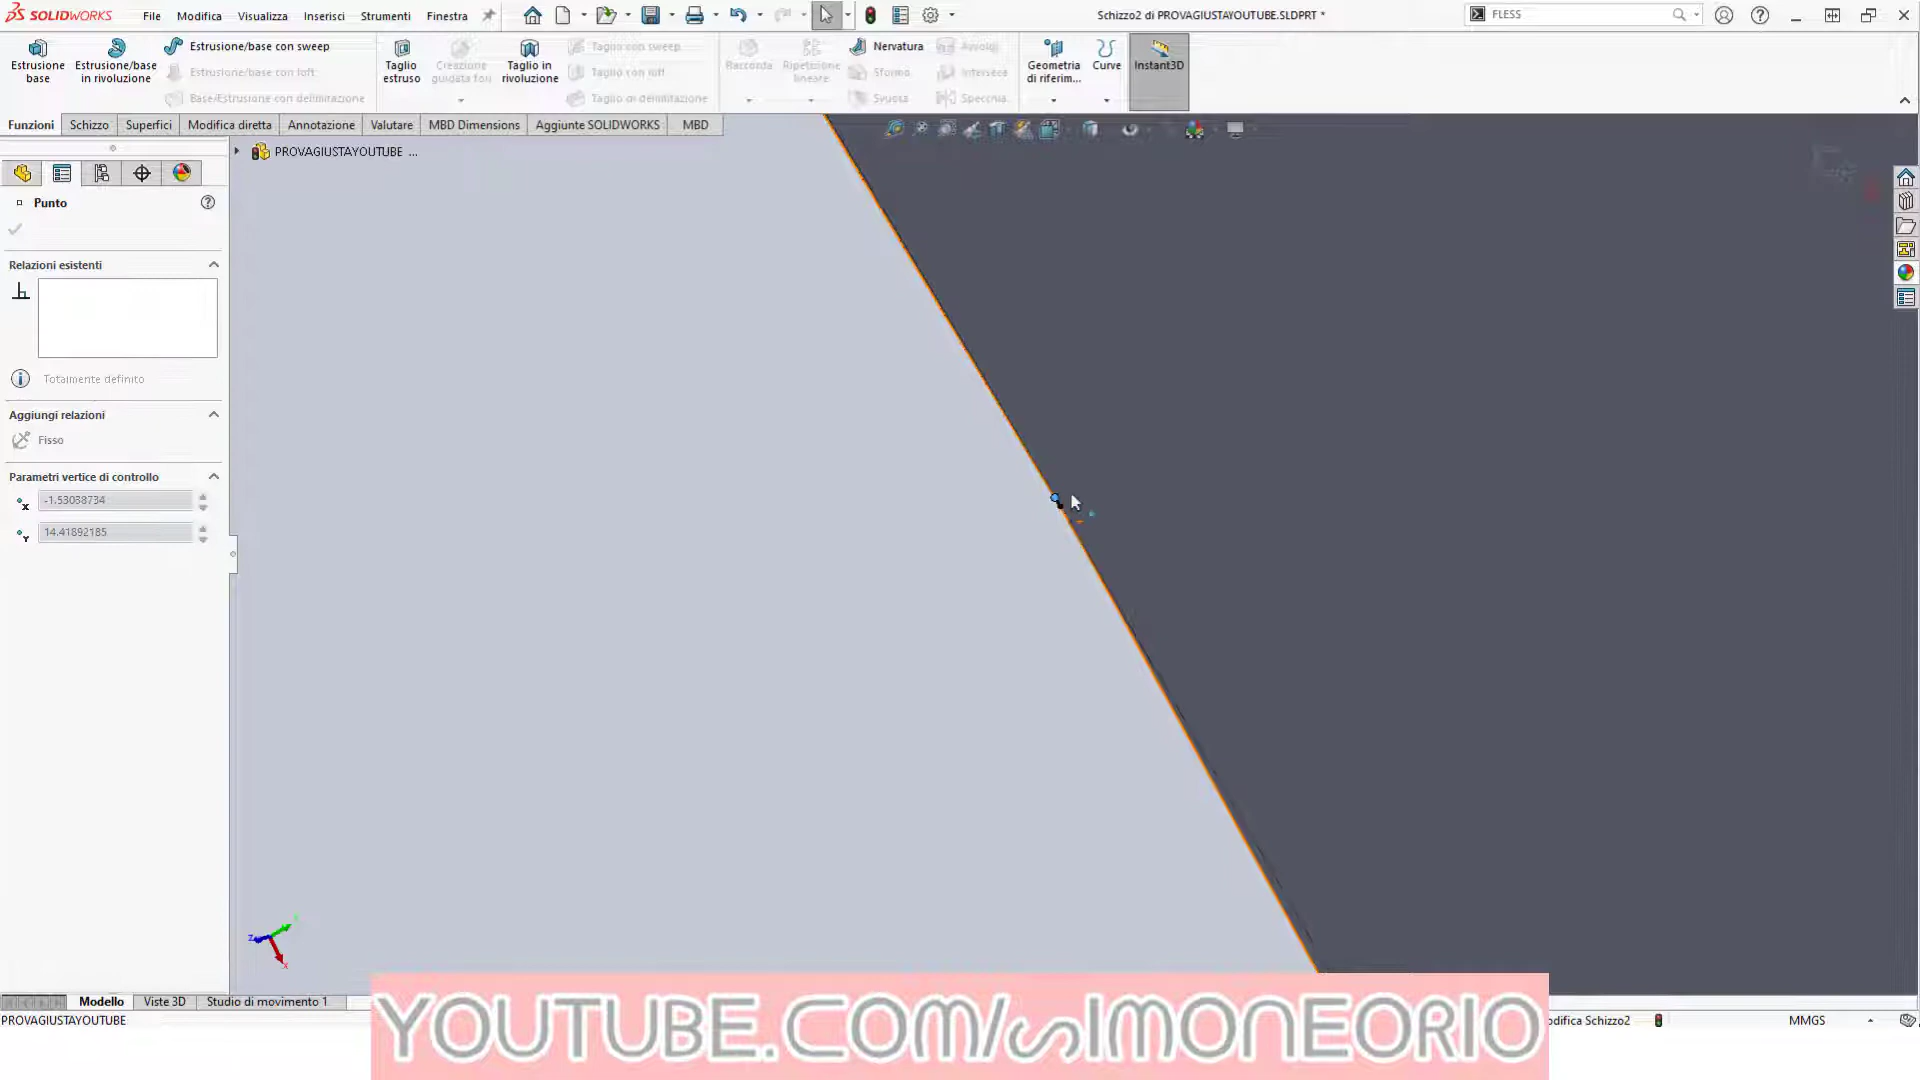 SOLIDWORKS
File Modifica Visualizza Inserisci Strumenti Finestra
Schizzo2 di PROVAGIUSTAYOUTUBE.SLDPRT *
FLESS
Estrusione base
Estrusione/base in rivoluzione
Estrusione/base con sweep
Estrusione/base con loft
Base/Estrusione con delimitazione
Taglio estruso
Creazione guidata fori
Taglio in rivoluzione
Taglio con sweep
Taglio con loft
Taglio di delimitazione
Raccordo
Ripetizione lineare
Nervatura
Sformo
Svuota
Avvolgi
Interseca
Specchia
Geometria di riferim...
Curve
Instant3D
Funzioni Schizzo Superfici Modifica diretta Annotazione Valutare MBD Dimensions Aggiunte SOLIDWORKS MBD
PROVAGIUSTAYOUTUBE ...
Punto
Relazioni esistenti
Totalmente definito
Aggiungi relazioni
Fisso
Parametri vertice di controllo
-1.53038734
14.41892185
Modello Viste 3D Studio di movimento 1
PROVAGIUSTAYOUTUBE
odifica Schizzo2
MMGS
YOUTUBE.COM/SIMONEORIO